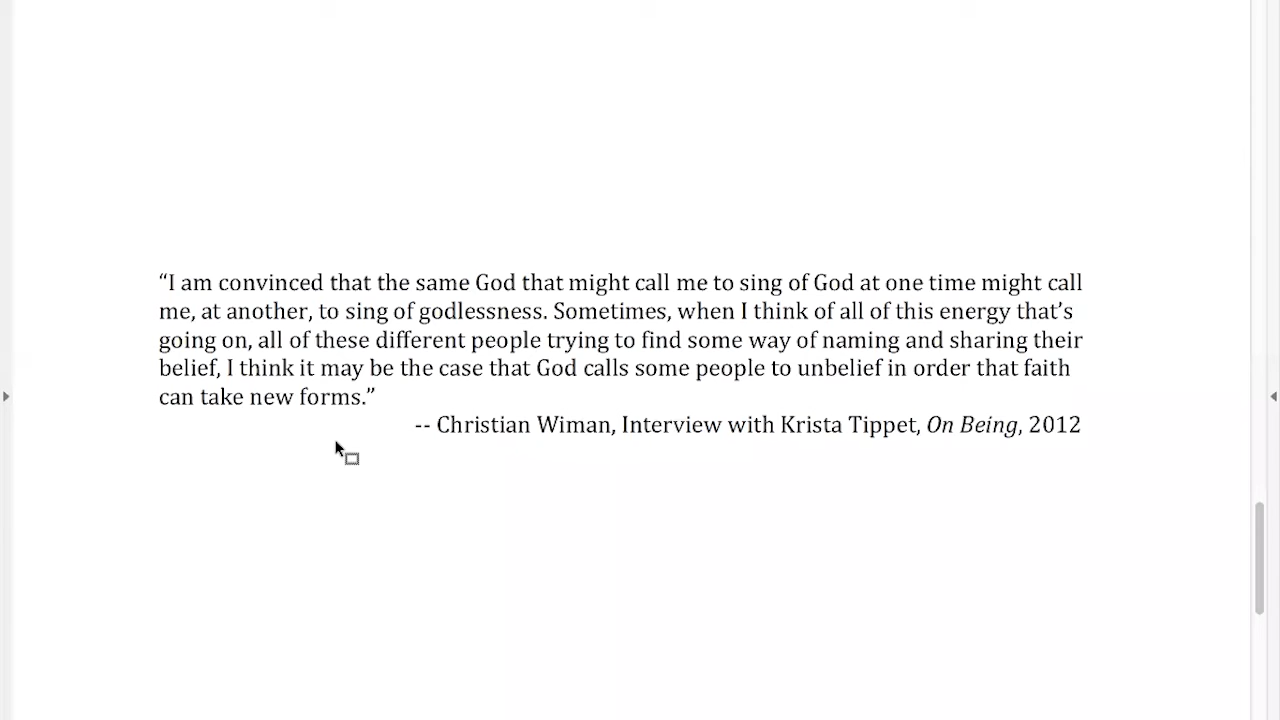 “I am convinced that the same God that might call me to sing of God at one time might call
me, at another, to sing of godlessness. Sometimes, when I think of all of this energy that’s
going on, all of these different people trying to find some way of naming and sharing their
belief, I think it may be the case that God calls some people to unbelief in order that faith
can take new forms.”
-- Christian Wiman, Interview with Krista Tippet, On Being, 2012